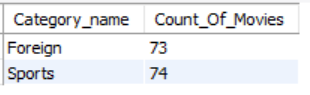 Category_name Count_Of_Movies
Foreign 73
Sports 74